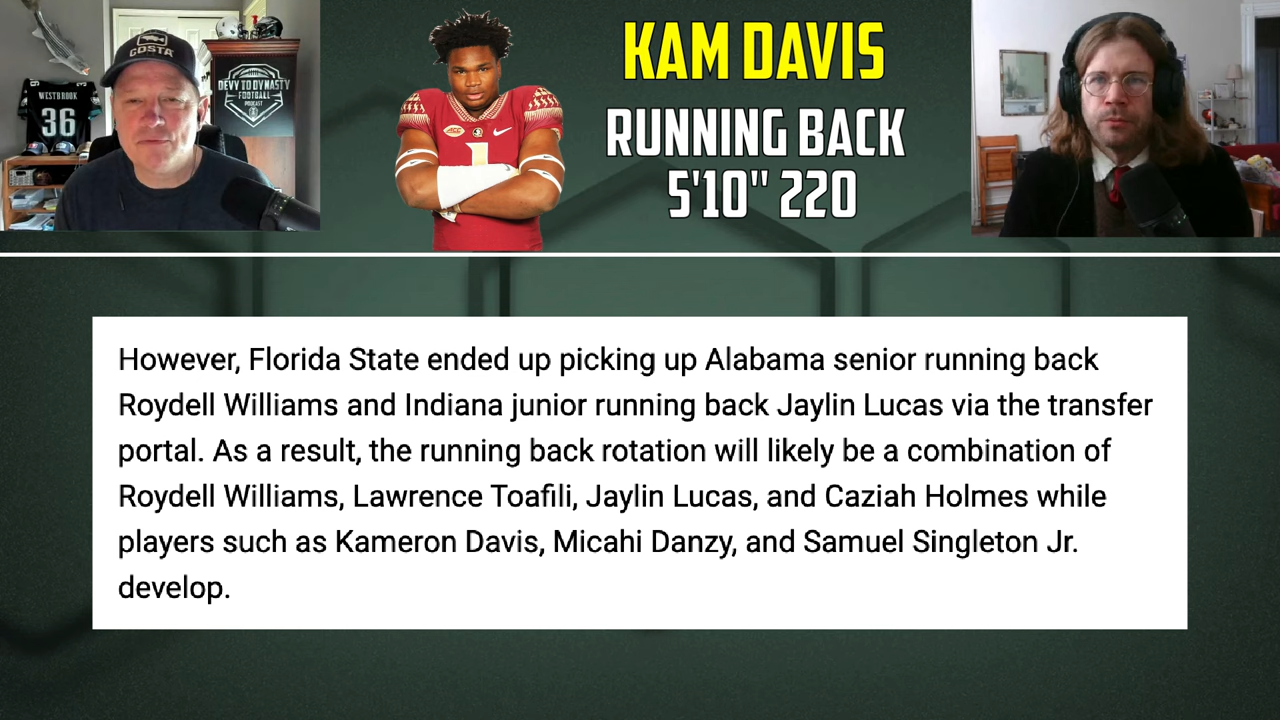 COSTA
WESTBROOK
36
DEVY TO DYNASTY
FOOTBALL
PODCAST
ACC
1
KAM DAVIS
RUNNING BACK
5'10" 220
However, Florida State ended up picking up Alabama senior running back
Roydell Williams and Indiana junior running back Jaylin Lucas via the transfer
portal. As a result, the running back rotation will likely be a combination of
Roydell Williams, Lawrence Toafili, Jaylin Lucas, and Caziah Holmes while
players such as Kameron Davis, Micahi Danzy, and Samuel Singleton Jr.
develop.